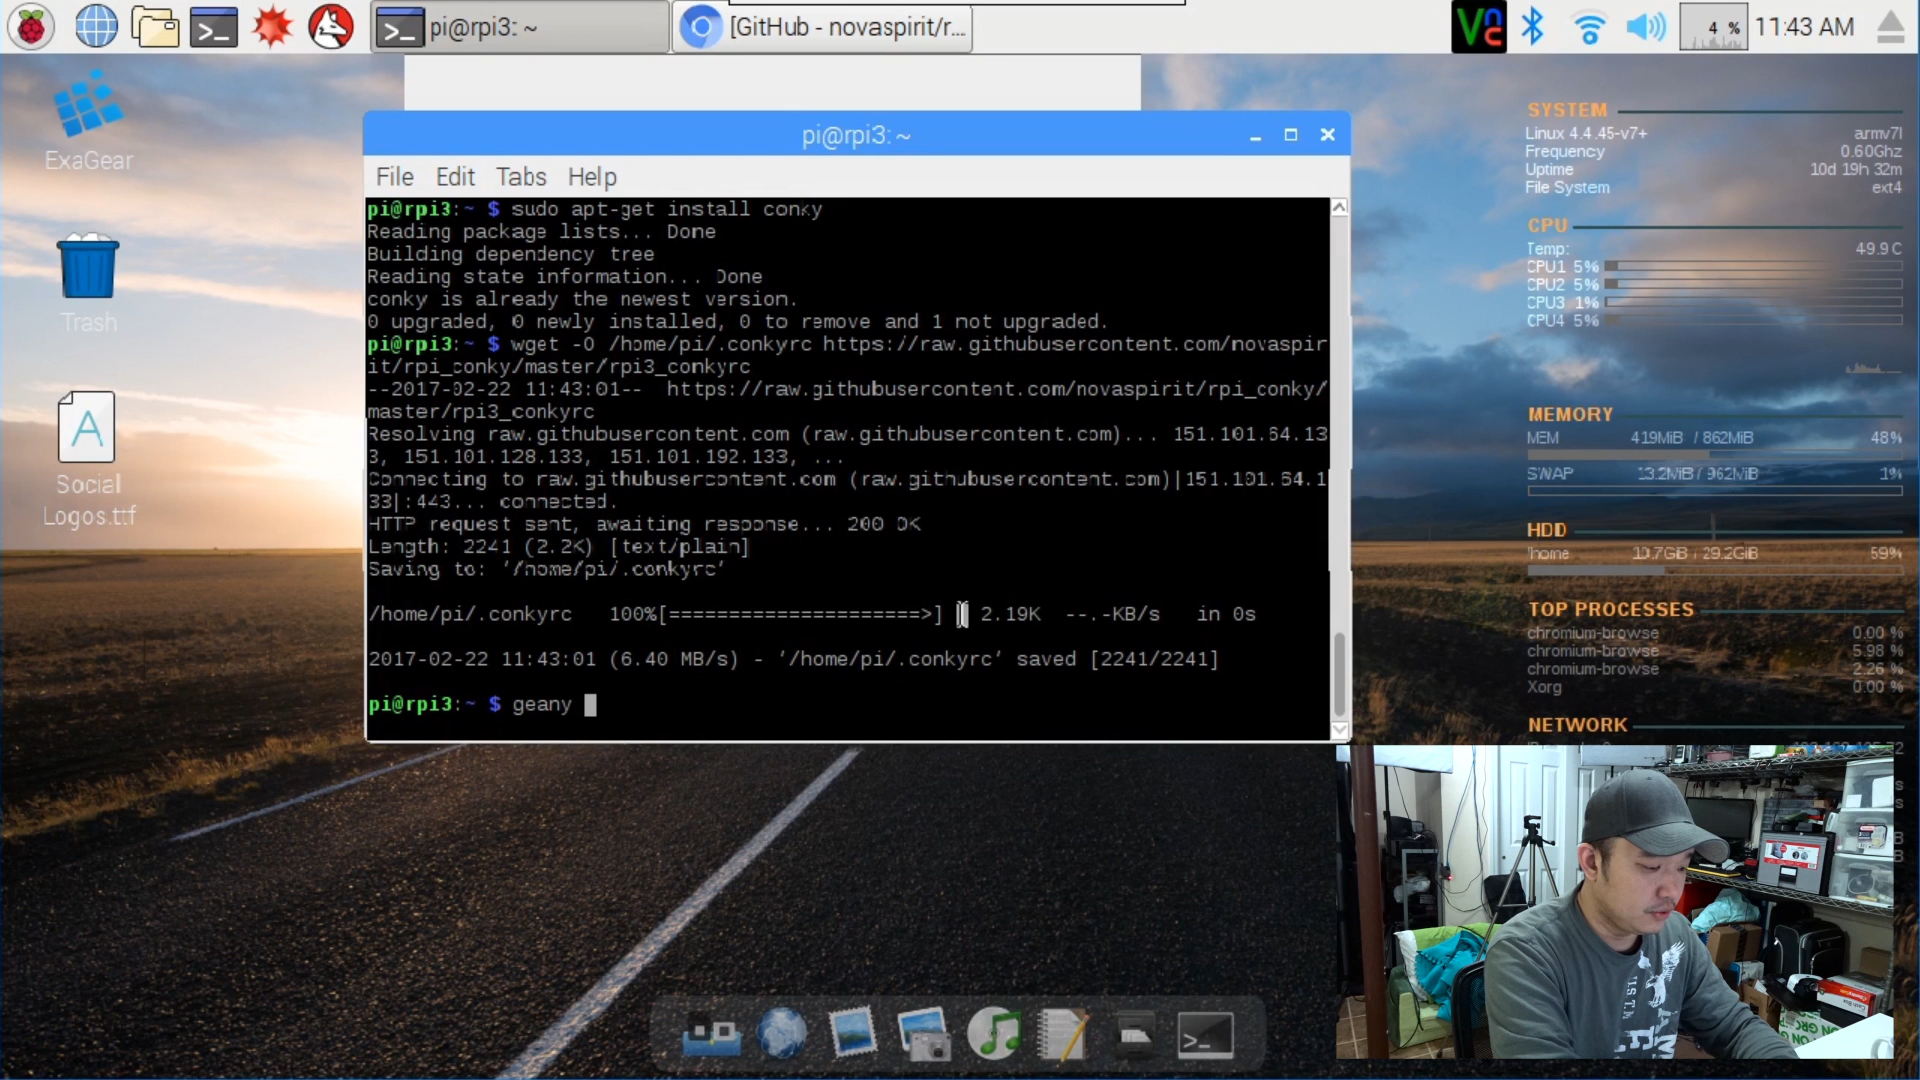 pi@rpi3: ~
[GitHub - novaspirit/r...
4 %
11:43 AM
ExaGear
Trash
Social
Logos.ttf
pi@rpi3: ~
File Edit Tabs Help
pi@rpi3:~ $ sudo apt-get install conky
Reading package lists... Done
Building dependency tree
Reading state information... Done
conky is already the newest version.
0 upgraded, 0 newly installed, 0 to remove and 1 not upgraded.
pi@rpi3:~ $ wget -O /home/pi/.conkyrc https://raw.githubusercontent.com/novaspir
it/rpi_conky/master/rpi3_conkyrc
--2017-02-22 11:43:01-- https://raw.githubusercontent.com/novaspirit/rpi_conky/
master/rpi3_conkyrc
Resolving raw.githubusercontent.com (raw.githubusercontent.com)... 151.101.64.13
3, 151.101.128.133, 151.101.192.133, ...
Connecting to raw.githubusercontent.com (raw.githubusercontent.com)|151.101.64.1
33|:443... connected.
HTTP request sent, awaiting response... 200 OK
Length: 2241 (2.2K) [text/plain]
Saving to: ‘/home/pi/.conkyrc’
/home/pi/.conkyrc 100%[=====================>] 2.19K --.-KB/s in 0s
2017-02-22 11:43:01 (6.40 MB/s) - ‘/home/pi/.conkyrc’ saved [2241/2241]
pi@rpi3:~ $ geany
SYSTEM
Linux 4.4.45-v7+ armv7l
Frequency 0.60Ghz
Uptime 10d 19h 32m
File System ext4
CPU
Temp: 49.9 C
CPU1 5%
CPU2 5%
CPU3 1%
CPU4 5%
MEMORY
MEM 419MiB / 862MiB 48%
SWAP 13.2MiB / 962MiB 1%
HDD
/home 19.7GiB / 29.2GiB 59%
TOP PROCESSES
chromium-browse 0.00 %
chromium-browse 5.98 %
chromium-browse 2.26 %
Xorg 0.00 %
NETWORK